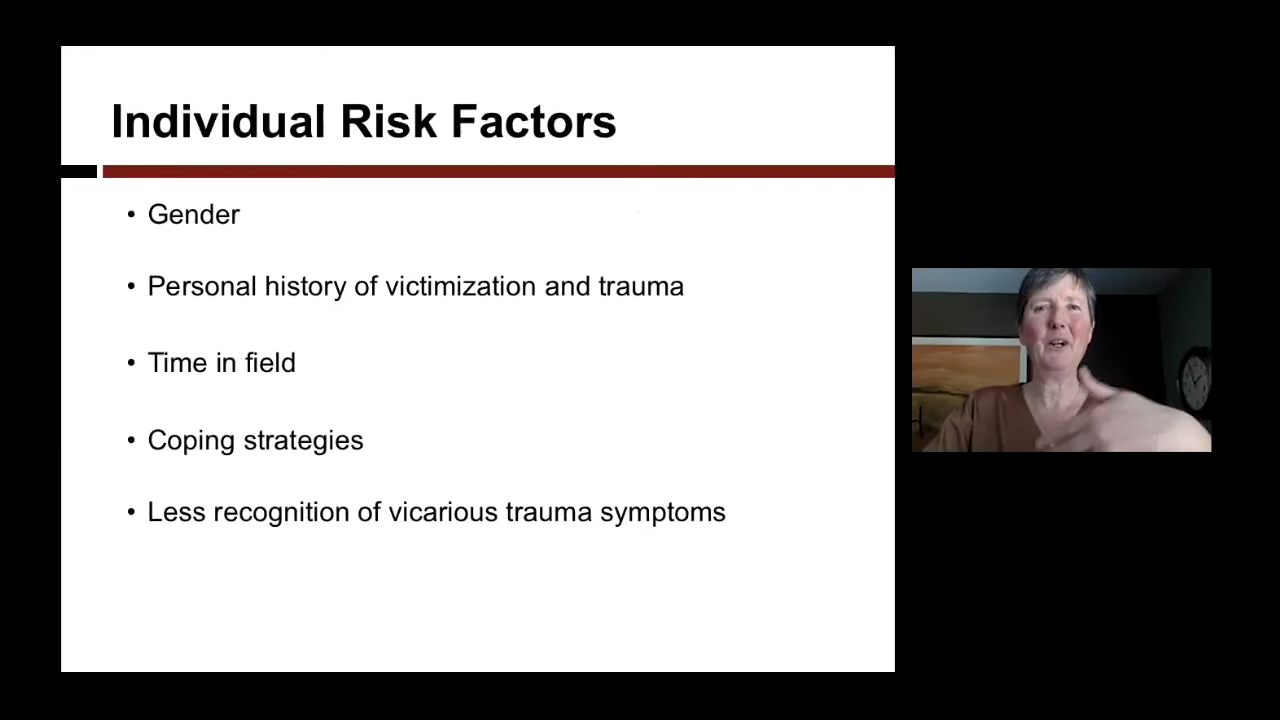 Individual Risk Factors
• Gender
• Personal history of victimization and trauma
• Time in field
• Coping strategies
• Less recognition of vicarious trauma symptoms